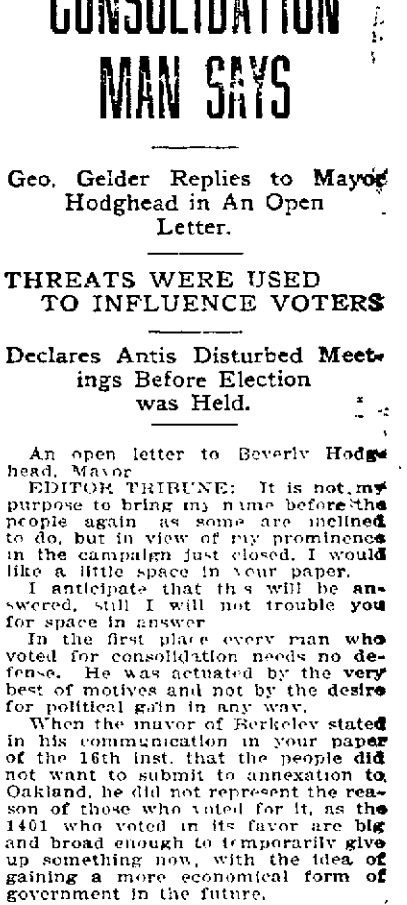 CONSOLIDATION
MAN SAYS
Geo. Gelder Replies to Mayor
Hodghead in An Open
Letter.
THREATS WERE USED
TO INFLUENCE VOTERS
Declares Antis Disturbed Meet-
ings Before Election
was Held.
An open letter to Beverly Hodg-
head, Mayor
EDITOR TRIBUNE: It is not my
purpose to bring my name before the
people again as some are inclined
to do, but in view of my prominence
in the campaign just closed, I would
like a little space in your paper.
I anticipate that this will be an-
swered, still I will not trouble you
for space in answer
In the first place every man who
voted for consolidation needs no de-
fense. He was actuated by the very
best of motives and not by the desire
for political gain in any way.
When the mayor of Berkeley stated
in his communication in your paper
of the 16th inst. that the people did
not want to submit to annexation to
Oakland, he did not represent the rea-
son of those who voted for it, as the
1401 who voted in its favor are big
and broad enough to temporarily give
up something now, with the idea of
gaining a more economical form of
government in the future.